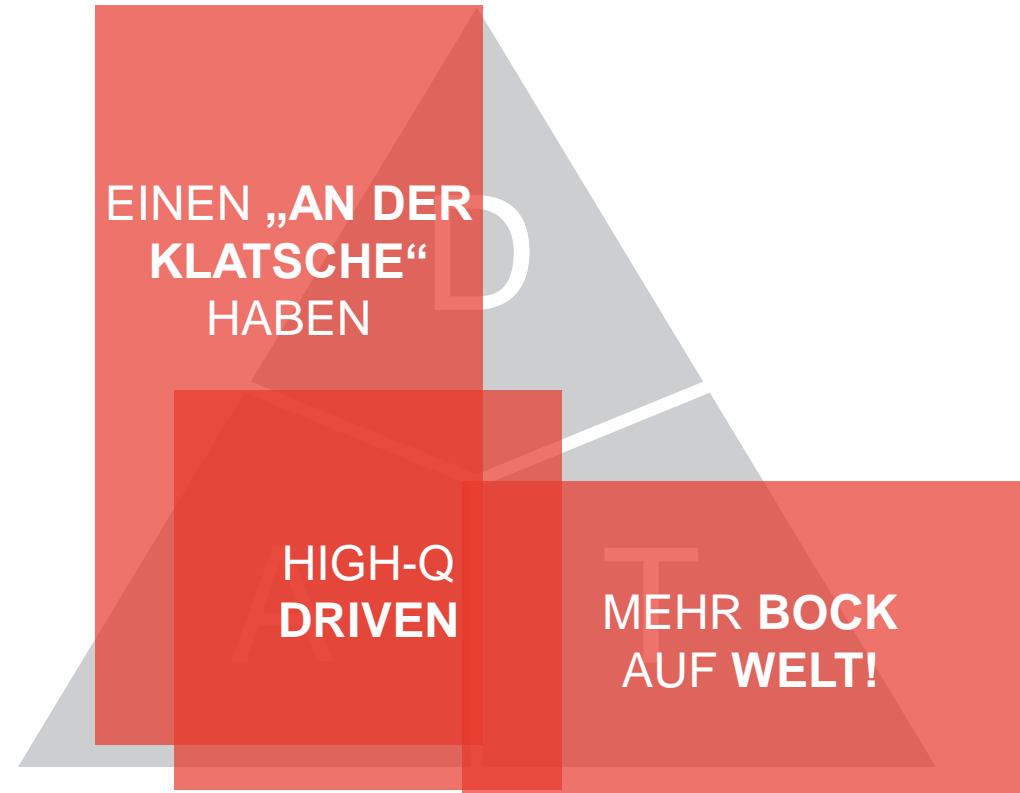 EINEN „AN DER
KLATSCHE“
HABEN
D
HIGH-Q
DRIVEN
A
T
MEHR BOCK
AUF WELT!